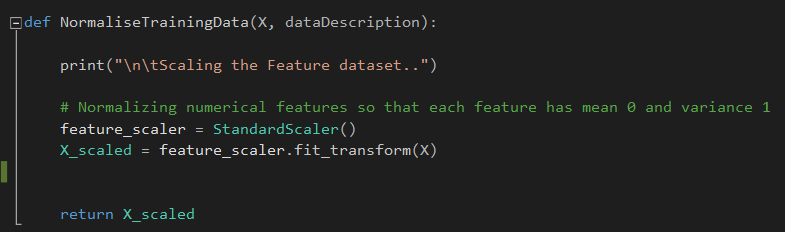 def NormaliseTrainingData(X, dataDescription):
print("\n\tScaling the Feature dataset..")
# Normalizing numerical features so that each feature has mean 0 and variance 1
feature_scaler = StandardScaler()
X_scaled = feature_scaler.fit_transform(X)
return X_scaled